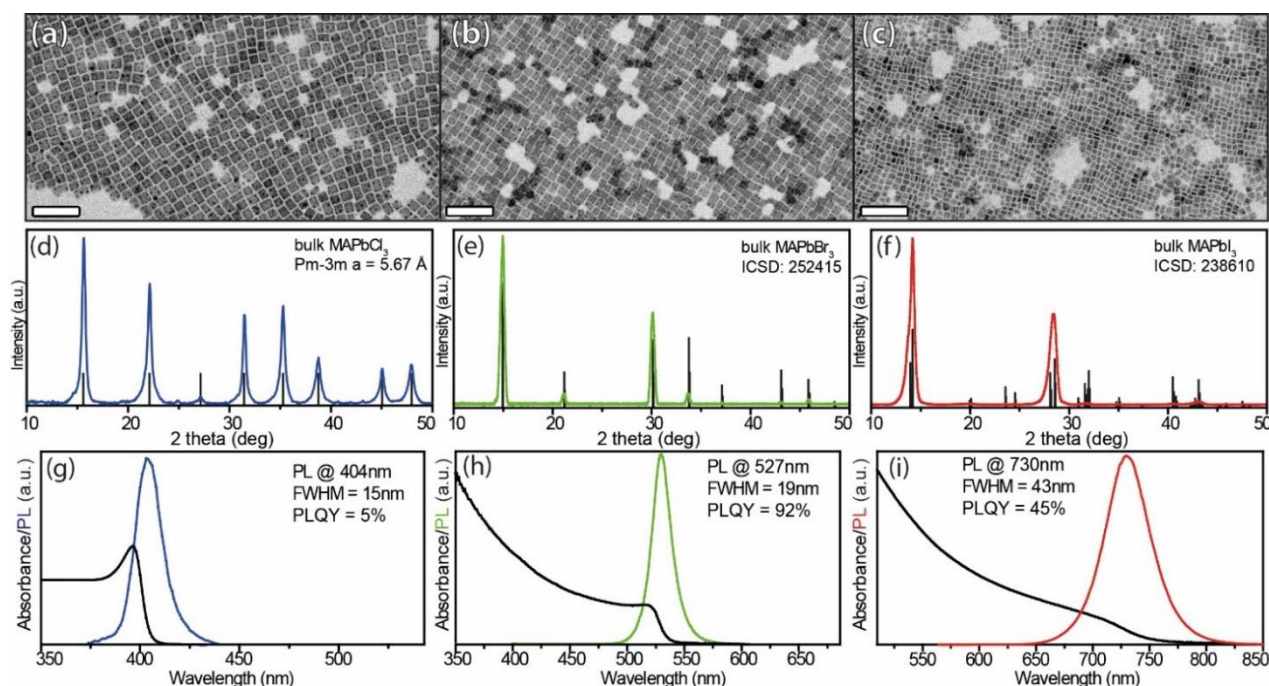 (a)
(b)
(c)
(d)
bulk MAPbCl3
Pm-3m a = 5.67 Å
Intensity (a.u.)
10 20 30 40 50
2 theta (deg)
(e)
bulk MAPbBr3
ICSD: 252415
Intensity (a.u.)
10 20 30 40
2 theta (deg)
(f)
bulk MAPbI3
ICSD: 238610
Intensity (a.u.)
10 20 30 40 50
2 theta (deg)
(g)
PL @ 404nm
FWHM = 15nm
PLQY = 5%
Absorbance/PL (a.u.)
350 400 450 500
Wavelength (nm)
(h)
PL @ 527nm
FWHM = 19nm
PLQY = 92%
Absorbance/PL (a.u.)
350 400 450 500 550 600 650
Wavelength (nm)
(i)
PL @ 730nm
FWHM = 43nm
PLQY = 45%
Absorbance/PL (a.u.)
550 600 650 700 750 800 850
Wavelength (nm)